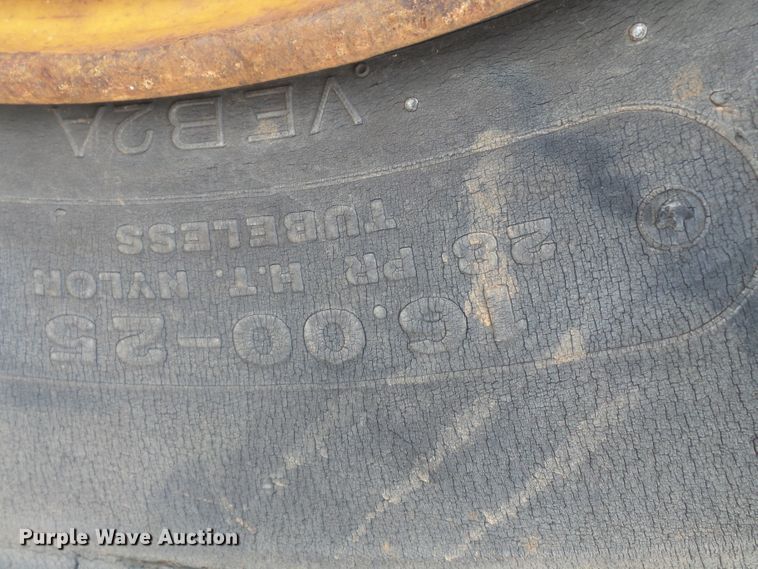 16.00-25
28 PR H.T. NYLON
TUBELESS
VEB2A
Purple Wave Auction